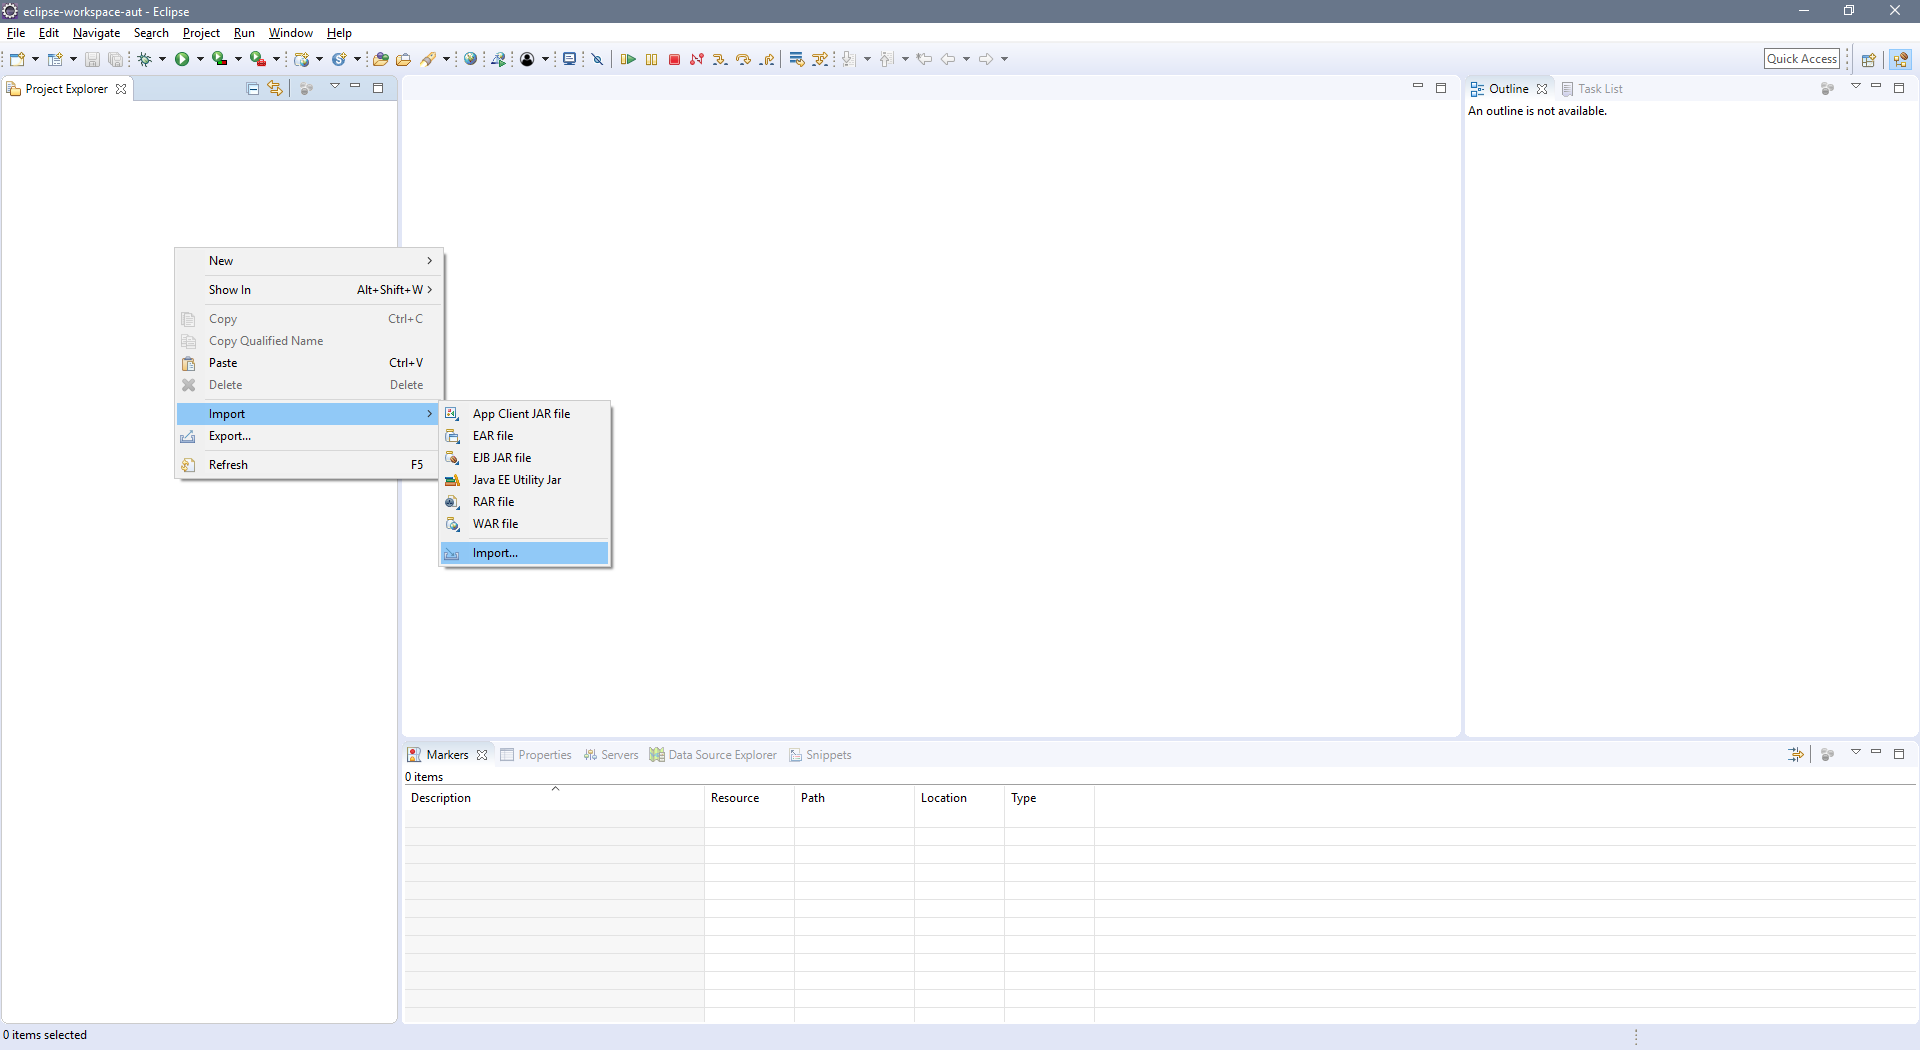 eclipse-workspace-aut - Eclipse
File Edit Navigate Search Project Run Window Help
Quick Access
Project Explorer
Outline Task List
An outline is not available.
New
Show In Alt+Shift+W
Copy Ctrl+C
Copy Qualified Name
Paste Ctrl+V
Delete Delete
Import
Export...
Refresh F5
App Client JAR file
EAR file
EJB JAR file
Java EE Utility Jar
RAR file
WAR file
Import...
Markers Properties Servers Data Source Explorer Snippets
0 items
Description Resource Path Location Type
0 items selected